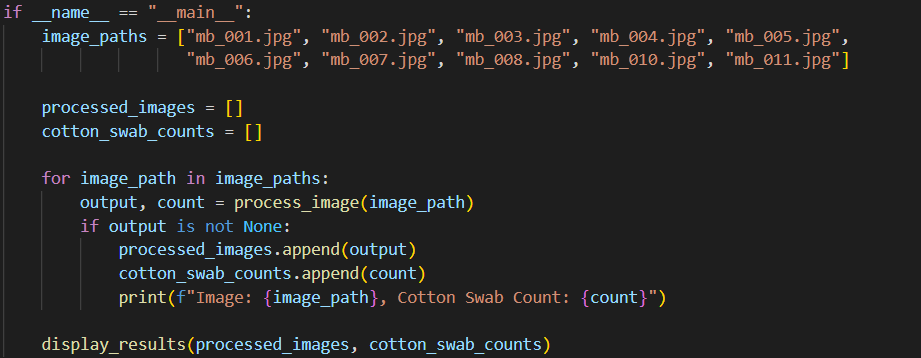 if __name__ == "__main__":
    image_paths = ["mb_001.jpg", "mb_002.jpg", "mb_003.jpg", "mb_004.jpg", "mb_005.jpg",
                   "mb_006.jpg", "mb_007.jpg", "mb_008.jpg", "mb_010.jpg", "mb_011.jpg"]
    processed_images = []
    cotton_swab_counts = []
    for image_path in image_paths:
        output, count = process_image(image_path)
        if output is not None:
            processed_images.append(output)
            cotton_swab_counts.append(count)
            print(f"Image: {image_path}, Cotton Swab Count: {count}")
    display_results(processed_images, cotton_swab_counts)